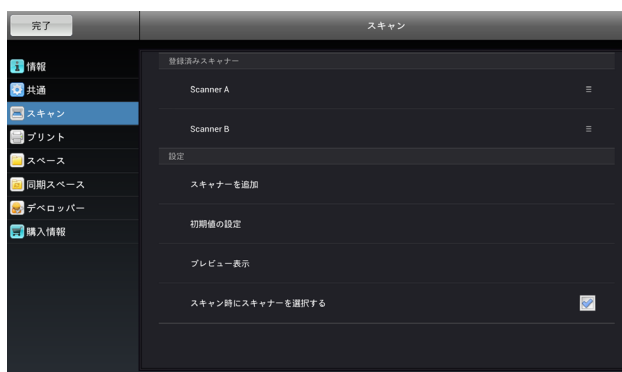 完了
スキャン
情報
共通
スキャン
プリント
スペース
同期スペース
デベロッパー
購入情報
登録済みスキャナー
Scanner A
Scanner B
設定
スキャナーを追加
初期値の設定
プレビュー表示
スキャン時にスキャナーを選択する